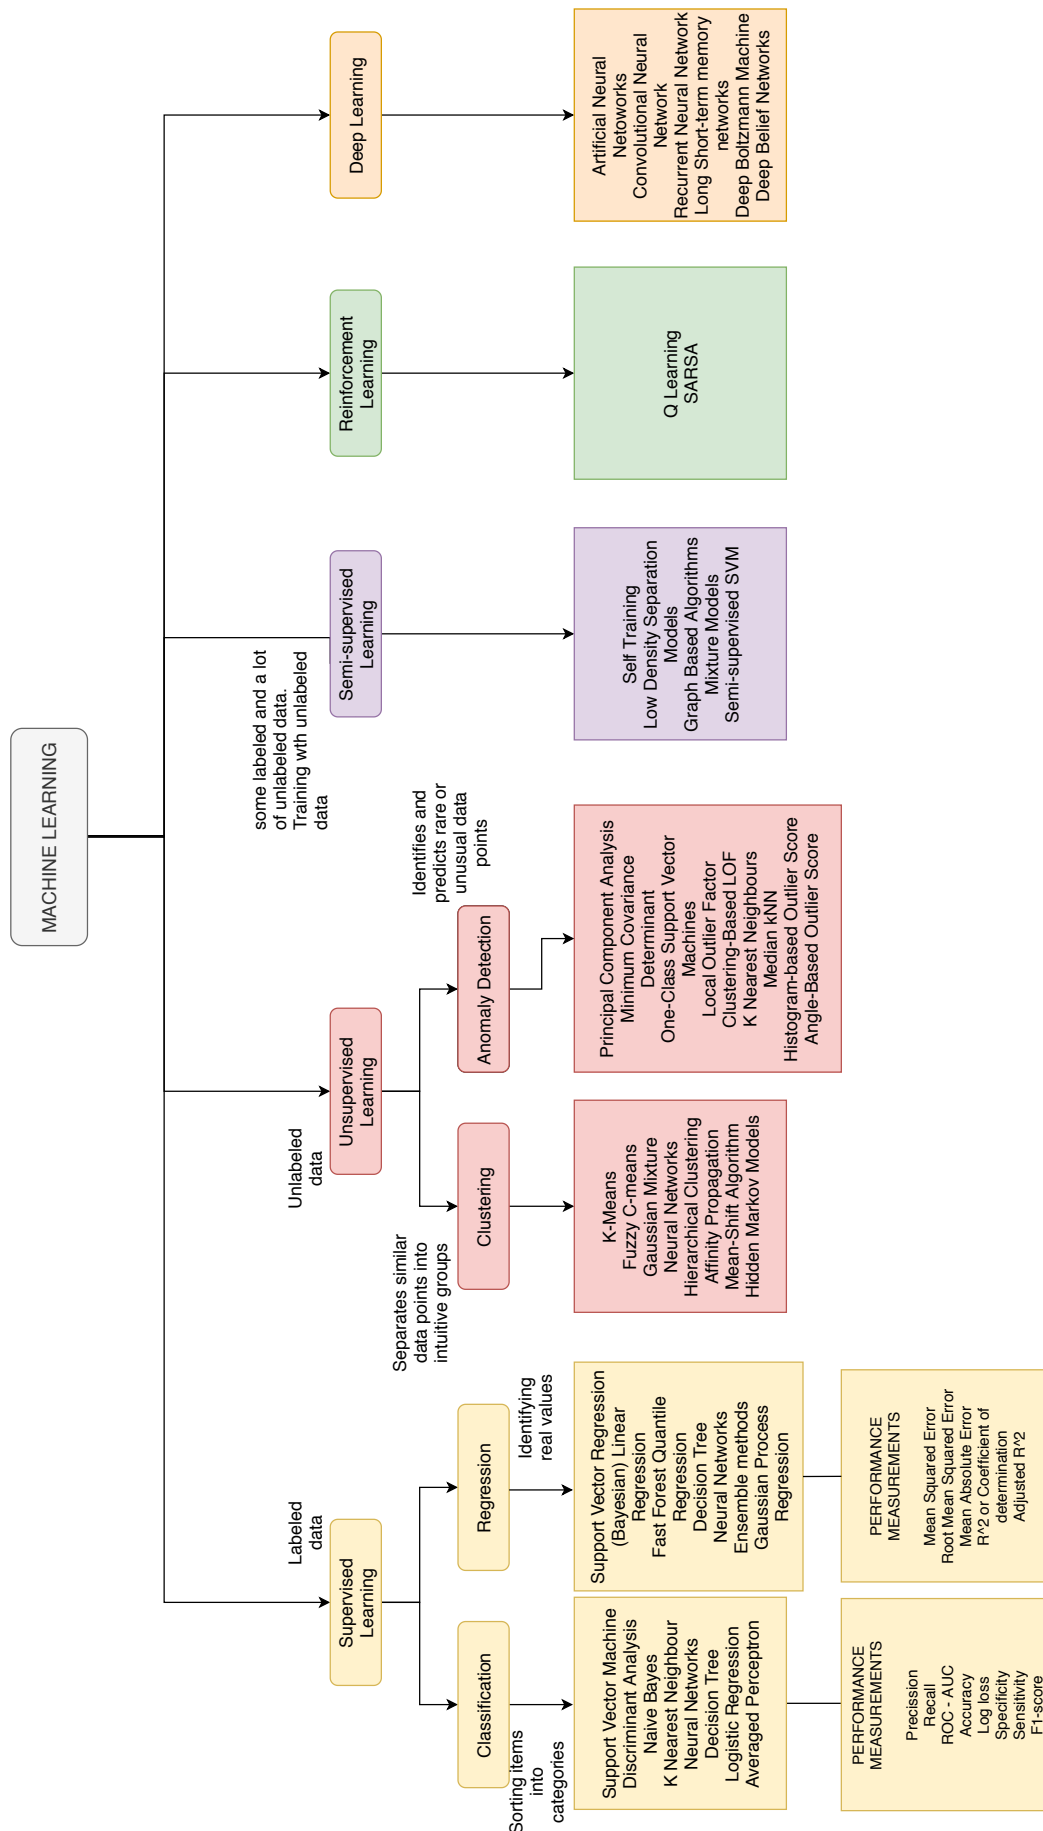 MACHINE LEARNING
Labeled
data
Supervised
Learning
Unlabeled
data
Unsupervised
Learning
some labeled and a lot
of unlabeled data.
Training wth unlabeled
data
Semi-supervised
Learning
Reinforcement
Learning
Deep Learning
Sorting items
into
categories
Classification
Regression
Identifying
real values
Separates similar
data points into
intuitive groups
Clustering
Anomaly Detection
Identifies and
predicts rare or
unusual data
points
Support Vector Machine
Discriminant Analysis
Naive Bayes
K Nearest Neighbour
Neural Networks
Decision Tree
Logistic Regression
Averaged Perceptron
Support Vector Regression
(Bayesian) Linear
Regression
Fast Forest Quantile
Regression
Decision Tree
Neural Networks
Ensemble methods
Gaussian Process
Regression
K-Means
Fuzzy C-means
Gaussian Mixture
Neural Networks
Hierarchical Clustering
Affinity Propagation
Mean-Shift Algorithm
Hidden Markov Models
Principal Component Analysis
Minimum Covariance
Determinant
One-Class Support Vector
Machines
Local Outlier Factor
Clustering-Based LOF
K Nearest Neighbours
Median kNN
Histogram-based Outlier Score
Angle-Based Outlier Score
Self Training
Low Density Separation
Models
Graph Based Algorithms
Mixture Models
Semi-supervised SVM
Q Learning
SARSA
Artificial Neural
Netoworks
Convolutional Neural
Network
Recurrent Neural Network
Long Short-term memory
networks
Deep Boltzmann Machine
Deep Belief Networks
PERFORMANCE
MEASUREMENTS
Precission
Recall
ROC - AUC
Accuracy
Log loss
Specificity
Sensitivity
F1-score
PERFORMANCE
MEASUREMENTS
Mean Squared Error
Root Mean Squared Error
Mean Absolute Error
R^2 or Coefficient of
determination
Adjusted R^2